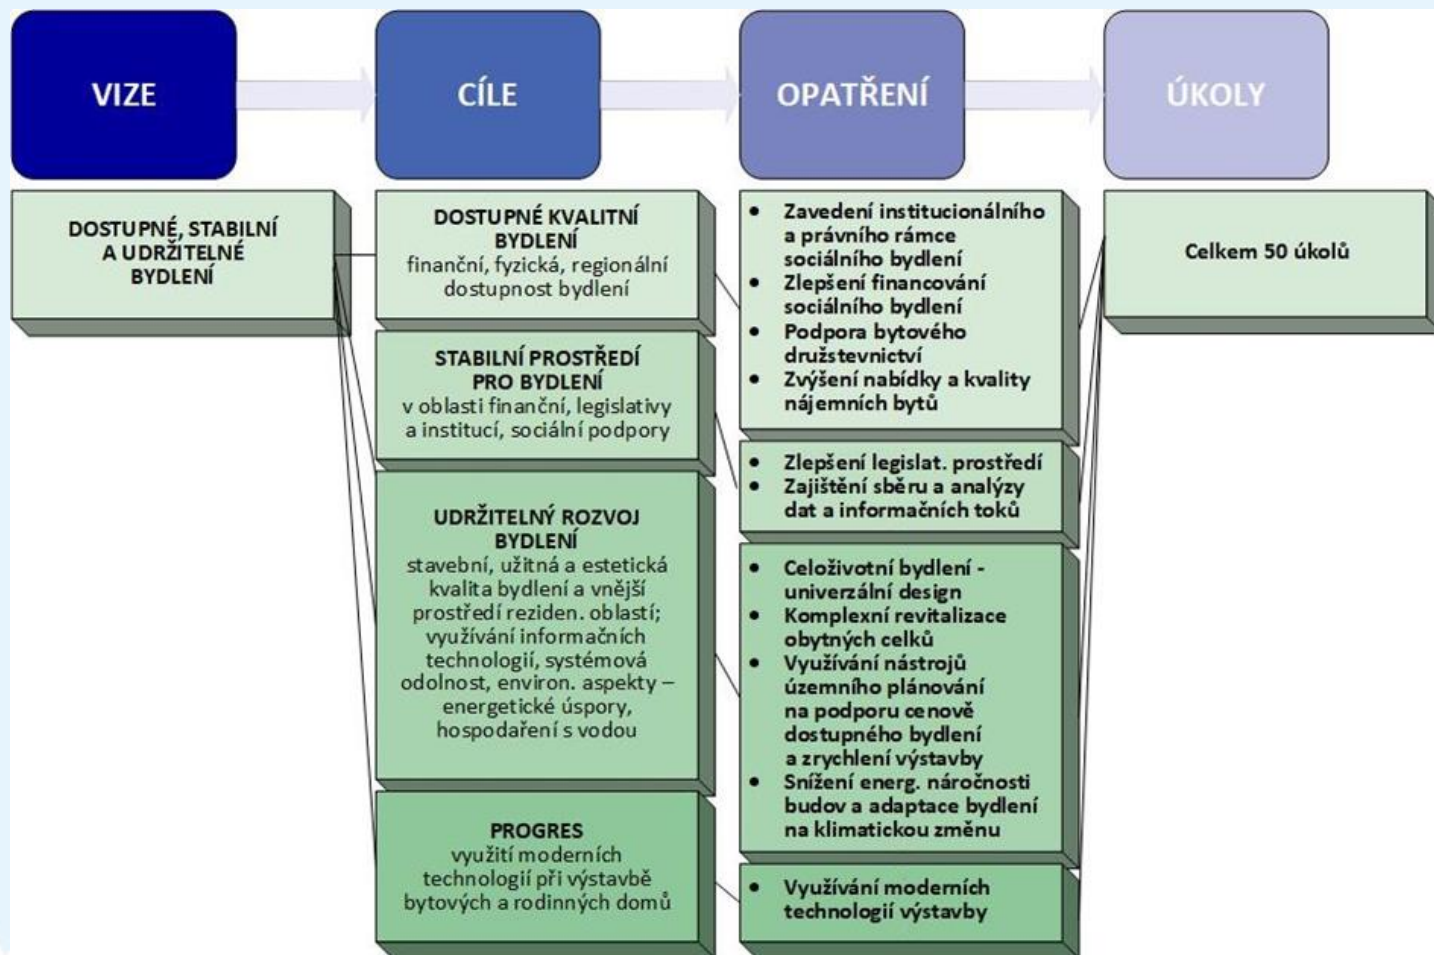 VIZE
CÍLE
OPATŘENÍ
ÚKOLY
DOSTUPNÉ, STABILNÍ
A UDRŽITELNÉ
BYDLENÍ
DOSTUPNÉ KVALITNÍ
BYDLENÍ
finanční, fyzická, regionální
dostupnost bydlení
STABILNÍ PROSTŘEDÍ
PRO BYDLENÍ
v oblasti finanční, legislativy
a institucí, sociální podpory
UDRŽITELNÝ ROZVOJ
BYDLENÍ
stavební, užitná a estetická
kvalita bydlení a vnější
prostředí reziden. oblastí;
využívání informačních
technologií, systémová
odolnost, environ. aspekty –
energetické úspory,
hospodaření s vodou
PROGRES
využití moderních
technologií při výstavbě
bytových a rodinných domů
• Zavedení institucionálního
a právního rámce
sociálního bydlení
• Zlepšení financování
sociálního bydlení
• Podpora bytového
družstevnictví
• Zvýšení nabídky a kvality
nájemních bytů
• Zlepšení legislat. prostředí
• Zajištění sběru a analýzy
dat a informačních toků
• Celoživotní bydlení -
univerzální design
• Komplexní revitalizace
obytných celků
• Využívání nástrojů
územního plánování
na podporu cenově
dostupného bydlení
a zrychlení výstavby
• Snížení energ. náročnosti
budov a adaptace bydlení
na klimatickou změnu
• Využívání moderních
technologií výstavby
Celkem 50 úkolů